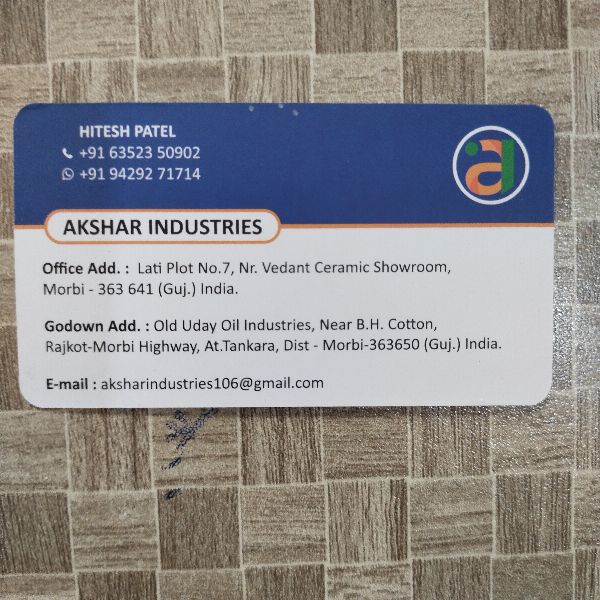 HITESH PATEL
+91 63523 50902
+91 94292 71714
a
AKSHAR INDUSTRIES
Office Add. : Lati Plot No.7, Nr. Vedant Ceramic Showroom,
Morbi - 363 641 (Guj.) India.
Godown Add. : Old Uday Oil Industries, Near B.H. Cotton,
Rajkot-Morbi Highway, At.Tankara, Dist - Morbi-363650 (Guj.) India.
E-mail : aksharindustries106@gmail.com